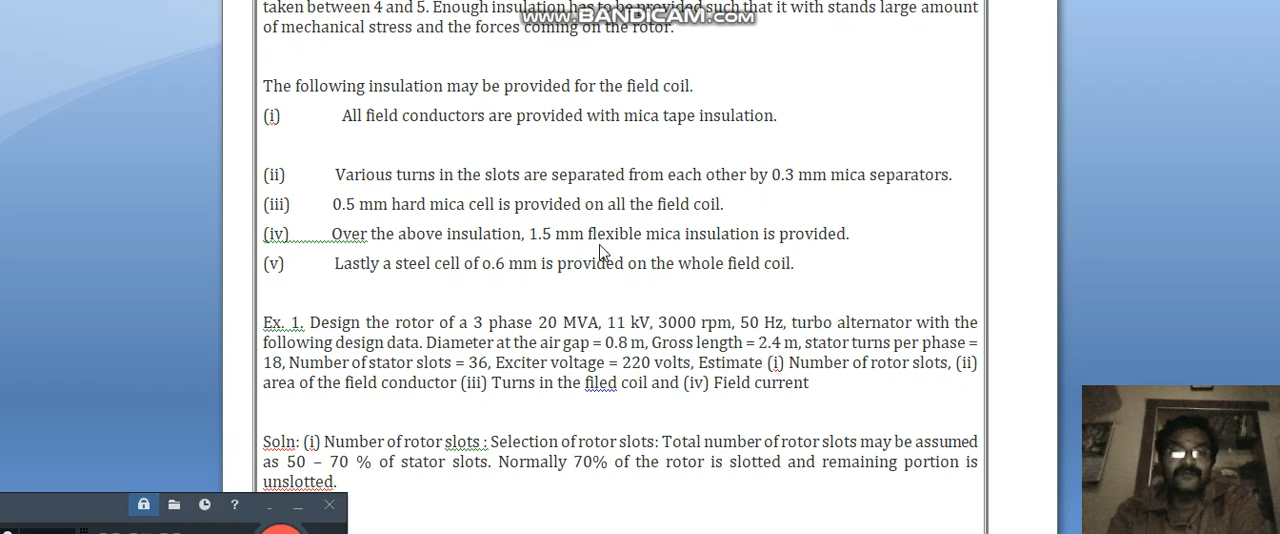 taken between 4 and 5. Enough insulation has to be provided such that it with stands large amount
www.BANDICAM.com
of mechanical stress and the forces coming on the rotor.
The following insulation may be provided for the field coil.
(i) All field conductors are provided with mica tape insulation.
(ii) Various turns in the slots are separated from each other by 0.3 mm mica separators.
(iii) 0.5 mm hard mica cell is provided on all the field coil.
(iv) Over the above insulation, 1.5 mm flexible mica insulation is provided.
(v) Lastly a steel cell of o.6 mm is provided on the whole field coil.
Ex. 1. Design the rotor of a 3 phase 20 MVA, 11 kV, 3000 rpm, 50 Hz, turbo alternator with the
following design data. Diameter at the air gap = 0.8 m, Gross length = 2.4 m, stator turns per phase =
18, Number of stator slots = 36, Exciter voltage = 220 volts, Estimate (i) Number of rotor slots, (ii)
area of the field conductor (iii) Turns in the filed coil and (iv) Field current
Soln: (i) Number of rotor slots : Selection of rotor slots: Total number of rotor slots may be assumed
as 50 – 70 % of stator slots. Normally 70% of the rotor is slotted and remaining portion is
unslotted.